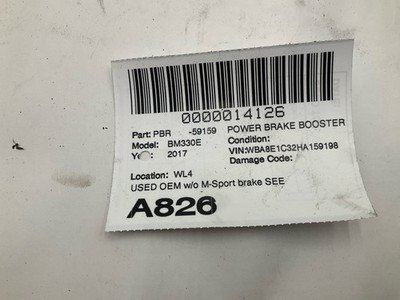 0000014126
Part: PBR -59159 POWER BRAKE BOOSTER
Model: BM330E Condition:
2017 VIN:WBA8E1C32HA159198
Damage Code:
Location: WL4
USED OEM w/o M-Sport brake SEE
A826